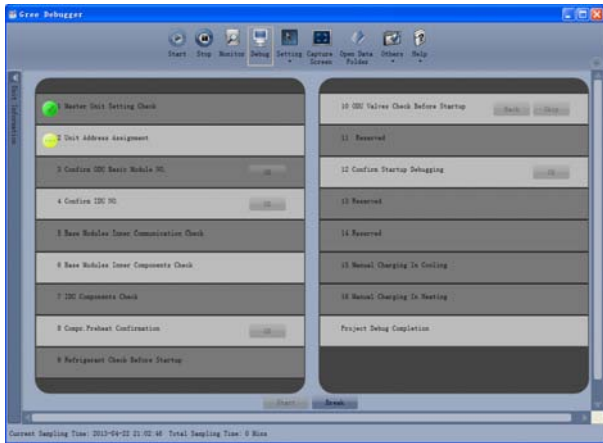 Gree Debugger
Start Stop Monitor Debug Setting Capture Screen Open Data Folder Others Help
Unit Information
1 Master Unit Setting Check
2 Unit Address Assignment
3 Confirm ODU Basic Module NO.
OK
4 Confirm IDU NO.
OK
5 Base Modules Inner Communication Check
6 Base Modules Inner Components Check
7 IDU Components Check
8 Compr.Preheat Confirmation
OK
9 Refrigerant Check Before Startup
10 ODU Valves Check Before Startup
Back Skip
11 Reserved
12 Confirm Startup Debugging
OK
13 Reserved
14 Reserved
15 Manual Charging In Cooling
16 Manual Charging In Heating
Project Debug Completion
Start Break
Current Sampling Time: 2013-04-22 21:02:46 Total Sampling Time: 0 Mins